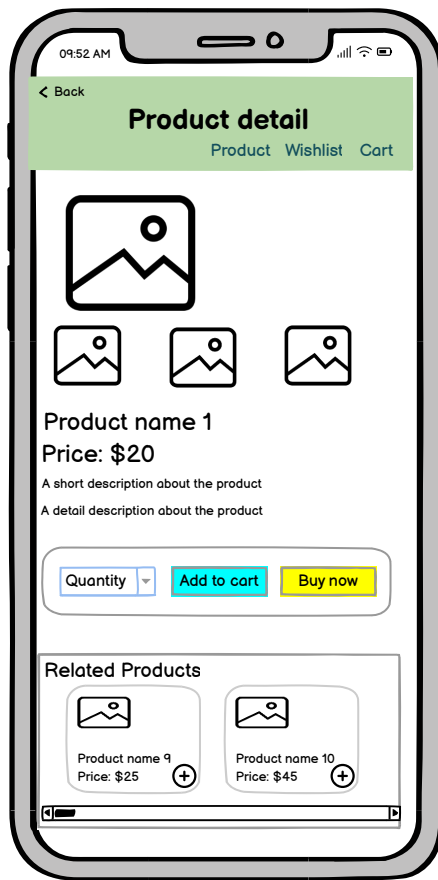 09:52 AM
Back
Product detail
Product Wishlist Cart
Product name 1
Price: $20
A short description about the product
A detail description about the product
Quantity Add to cart Buy now
Related Products
Product name 9
Price: $25
Product name 10
Price: $45